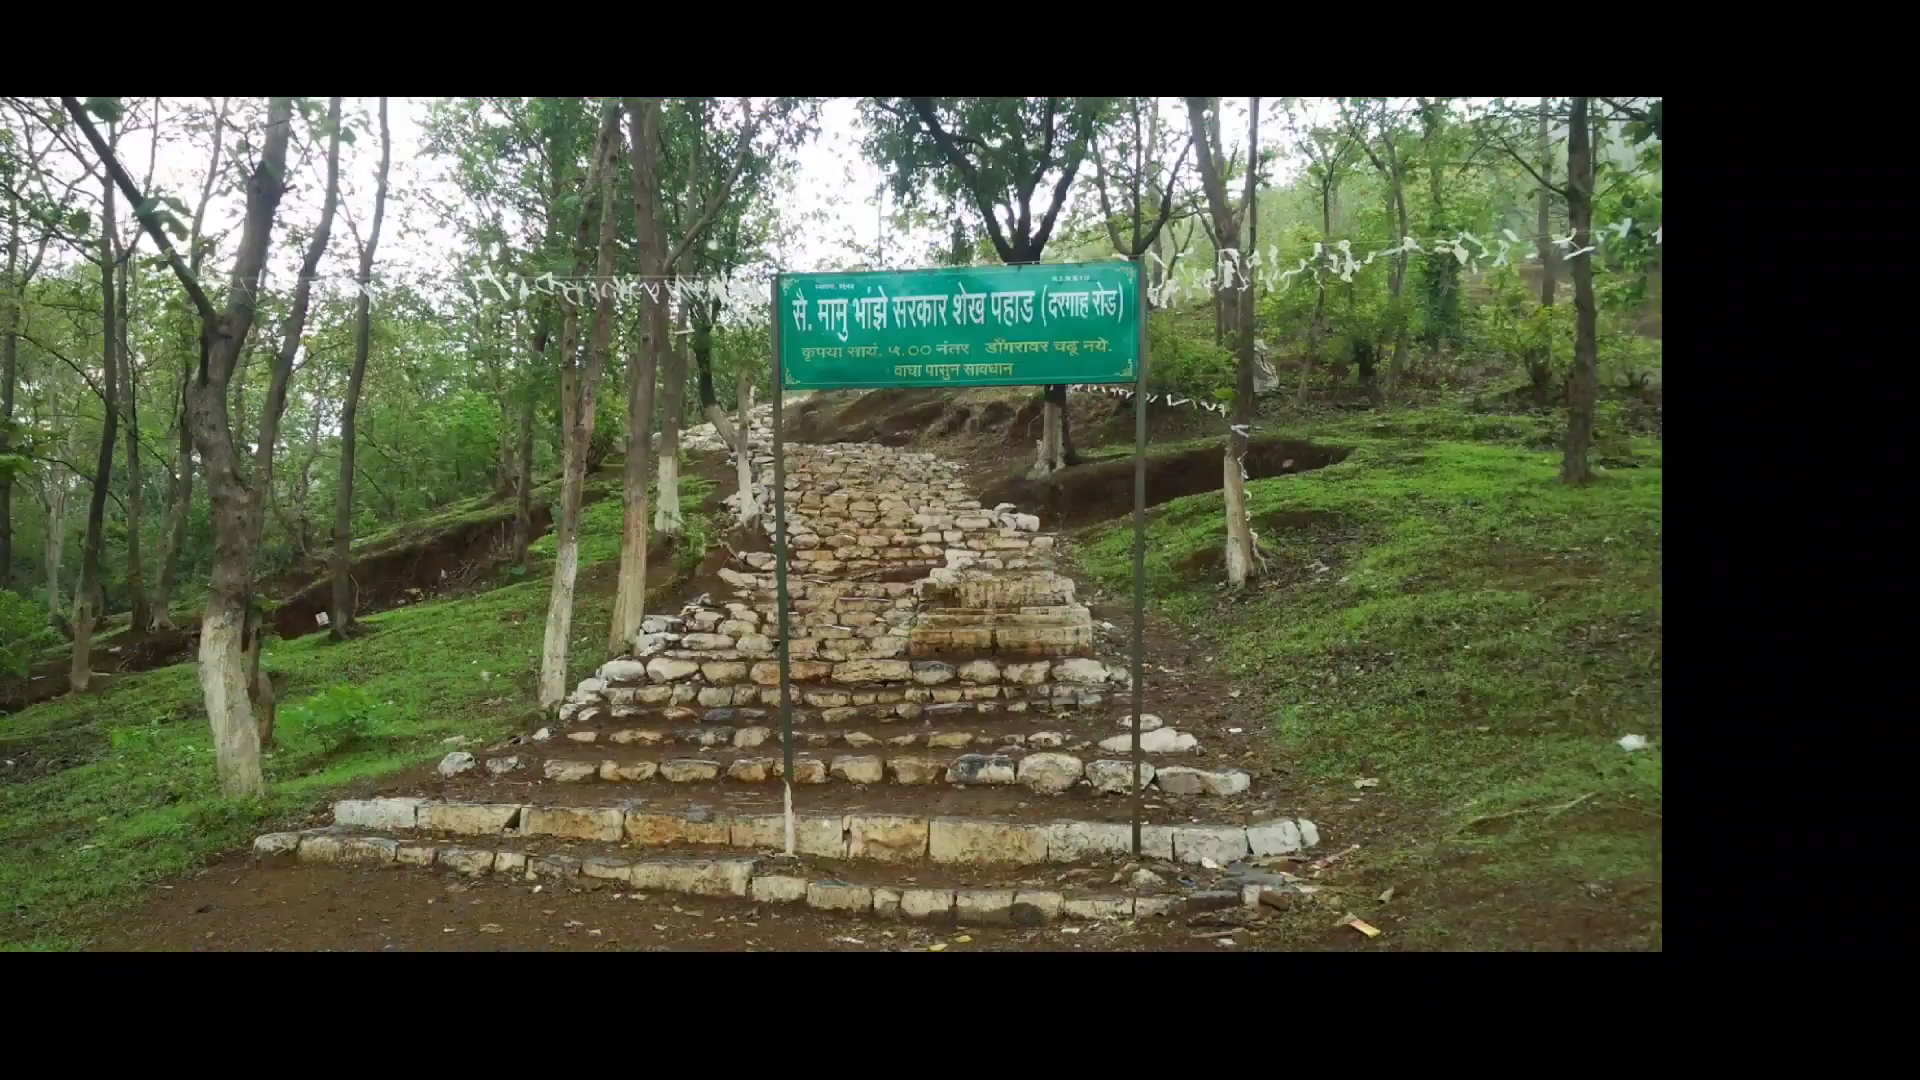 सै. मामु भांझे सरकार शेख पहाड (दरगाह रोड)
कृपया सायं. ५.०० नंतर डोंगरावर चढू नये.
वाघा पासुन सावधान